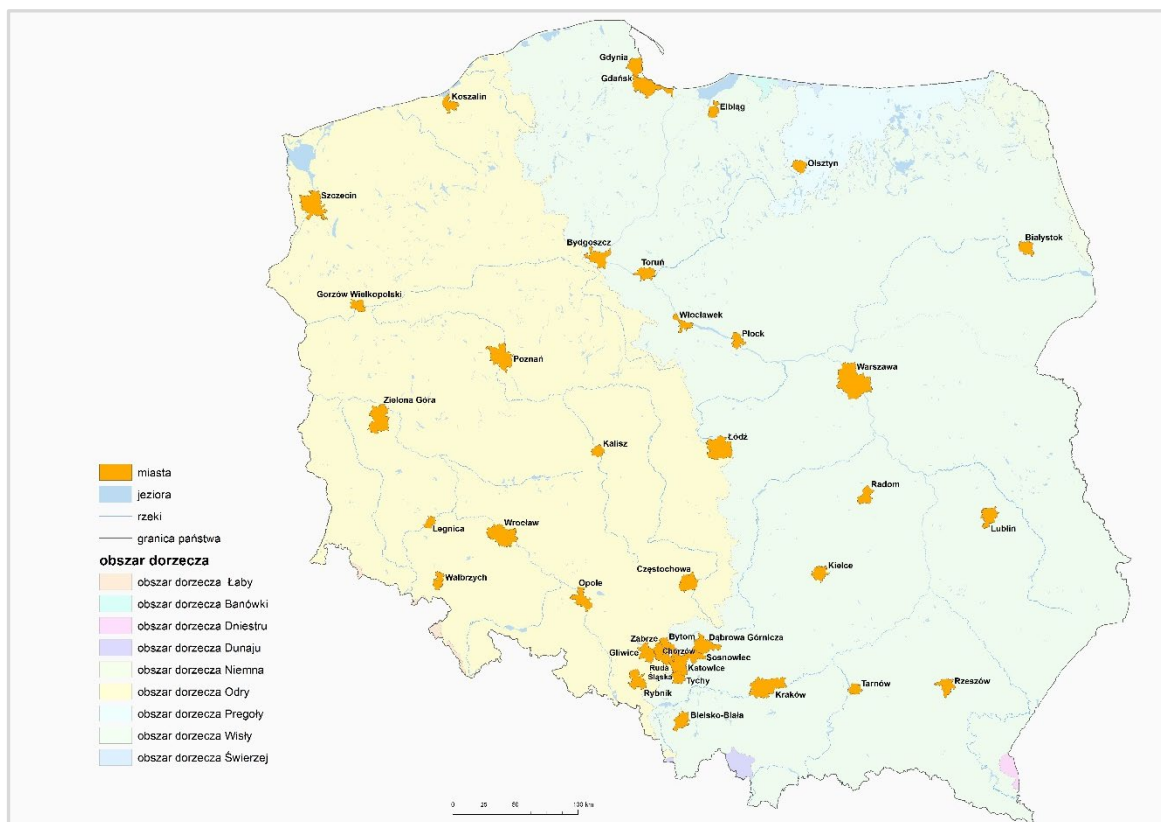 Gdynia
Gdańsk
Koszalin
Elbląg
Olsztyn
Szczecin
Białystok
Bydgoszcz
Toruń
Gorzów Wielkopolski
Włocławek
Płock
Poznań
Warszawa
Zielona Góra
Łódź
Kalisz
Radom
Lublin
Legnica
Wrocław
Wałbrzych
Opole
Częstochowa
Kielce
Zabrze
Bytom
Dąbrowa Górnicza
Gliwice
Chorzów
Sosnowiec
Ruda
Śląska
Katowice
Tychy
Rybnik
Kraków
Tarnów
Rzeszów
Bielsko-Biała
miasta
jeziora
rzeki
granica państwa
obszar dorzecza
obszar dorzecza Łaby
obszar dorzecza Banówki
obszar dorzecza Dniestru
obszar dorzecza Dunaju
obszar dorzecza Niemna
obszar dorzecza Odry
obszar dorzecza Pregoły
obszar dorzecza Wisły
obszar dorzecza Świerzej
0 25 50 100 km